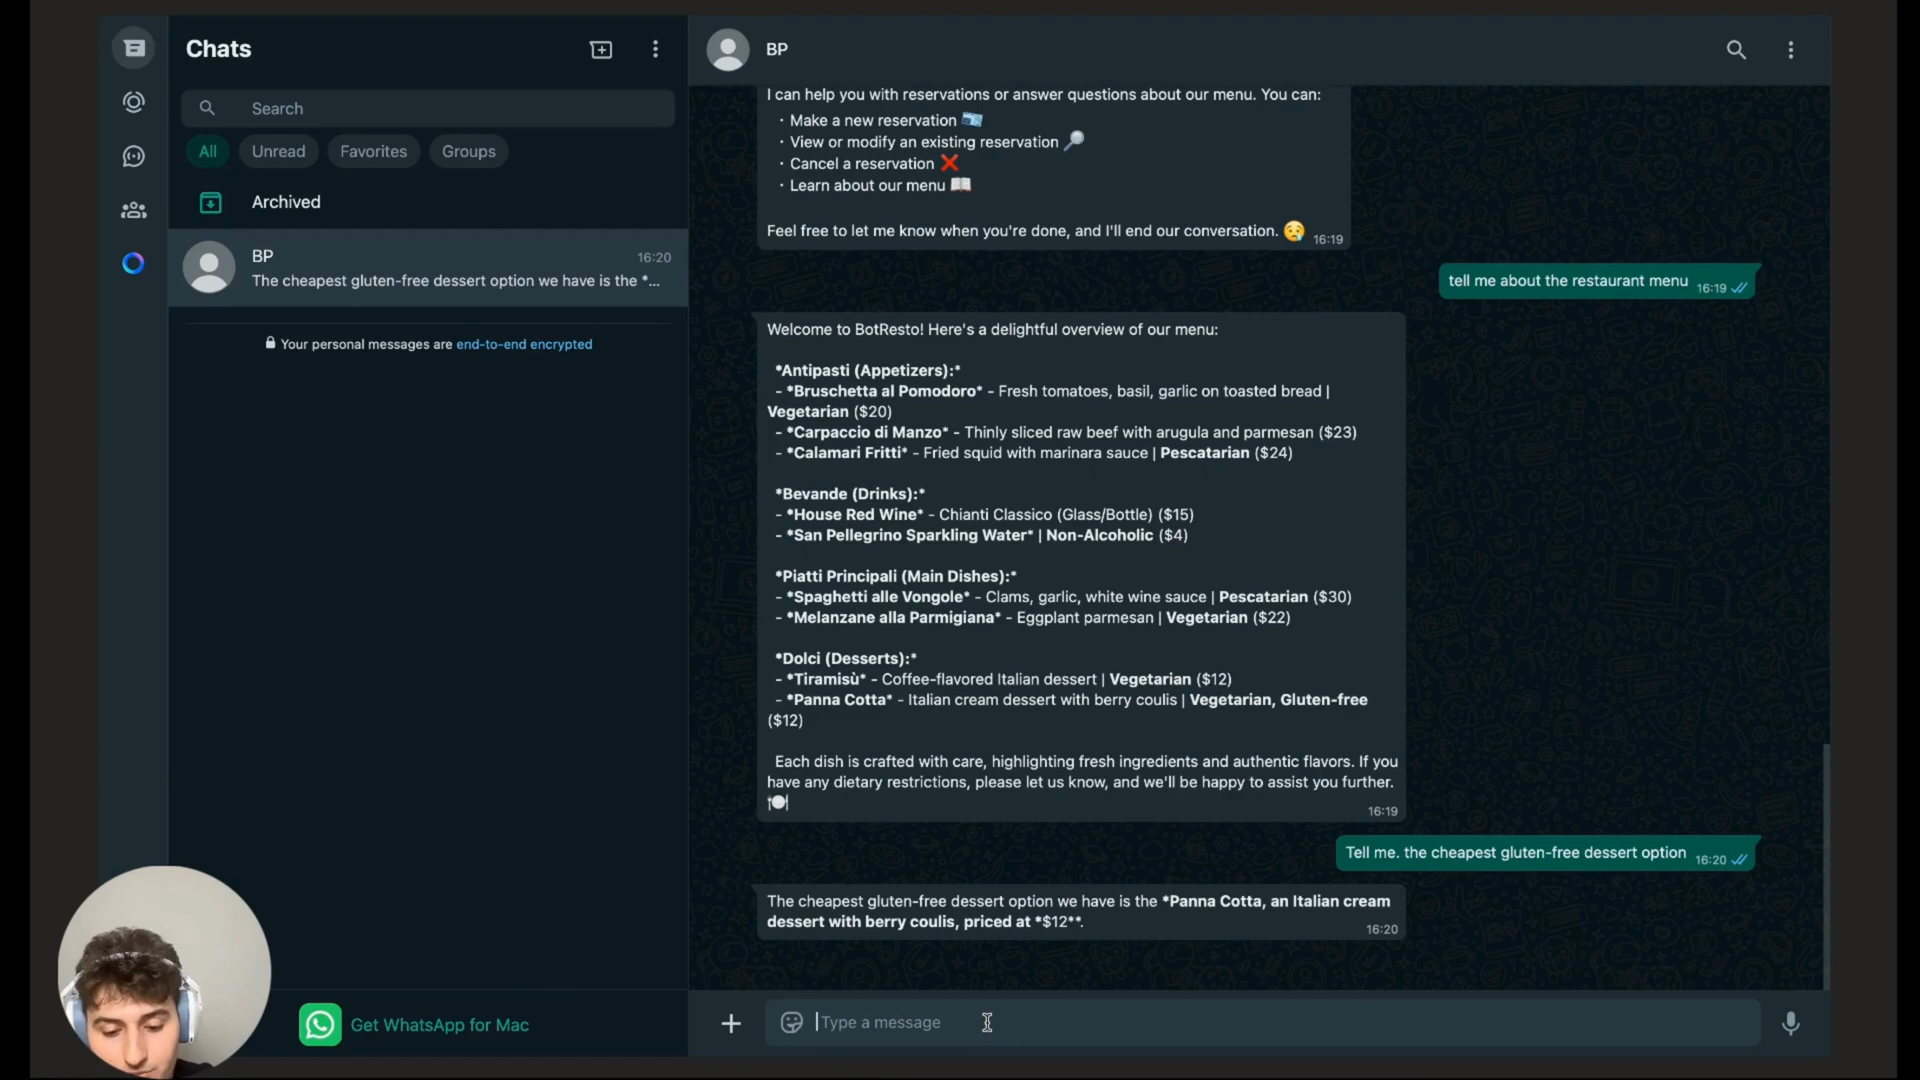 Chats
Search
All
Unread
Favorites
Groups
Archived
BP
16:20
The cheapest gluten-free dessert option we have is the *...
Your personal messages are end-to-end encrypted
Get WhatsApp for Mac
BP
I can help you with reservations or answer questions about our menu. You can:
· Make a new reservation
· View or modify an existing reservation
· Cancel a reservation
· Learn about our menu
Feel free to let me know when you're done, and I'll end our conversation.
16:19
tell me about the restaurant menu 16:19
Welcome to BotResto! Here's a delightful overview of our menu:
*Antipasti (Appetizers):*
- *Bruschetta al Pomodoro* - Fresh tomatoes, basil, garlic on toasted bread |
Vegetarian ($20)
- *Carpaccio di Manzo* - Thinly sliced raw beef with arugula and parmesan ($23)
- *Calamari Fritti* - Fried squid with marinara sauce | Pescatarian ($24)
*Bevande (Drinks):*
- *House Red Wine* - Chianti Classico (Glass/Bottle) ($15)
- *San Pellegrino Sparkling Water* | Non-Alcoholic ($4)
*Piatti Principali (Main Dishes):*
- *Spaghetti alle Vongole* - Clams, garlic, white wine sauce | Pescatarian ($30)
- *Melanzane alla Parmigiana* - Eggplant parmesan | Vegetarian ($22)
*Dolci (Desserts):*
- *Tiramisù* - Coffee-flavored Italian dessert | Vegetarian ($12)
- *Panna Cotta* - Italian cream dessert with berry coulis | Vegetarian, Gluten-free
($12)
Each dish is crafted with care, highlighting fresh ingredients and authentic flavors. If you
have any dietary restrictions, please let us know, and we'll be happy to assist you further.
16:19
Tell me. the cheapest gluten-free dessert option 16:20
The cheapest gluten-free dessert option we have is the *Panna Cotta, an Italian cream
dessert with berry coulis, priced at *$12**.
16:20
Type a message